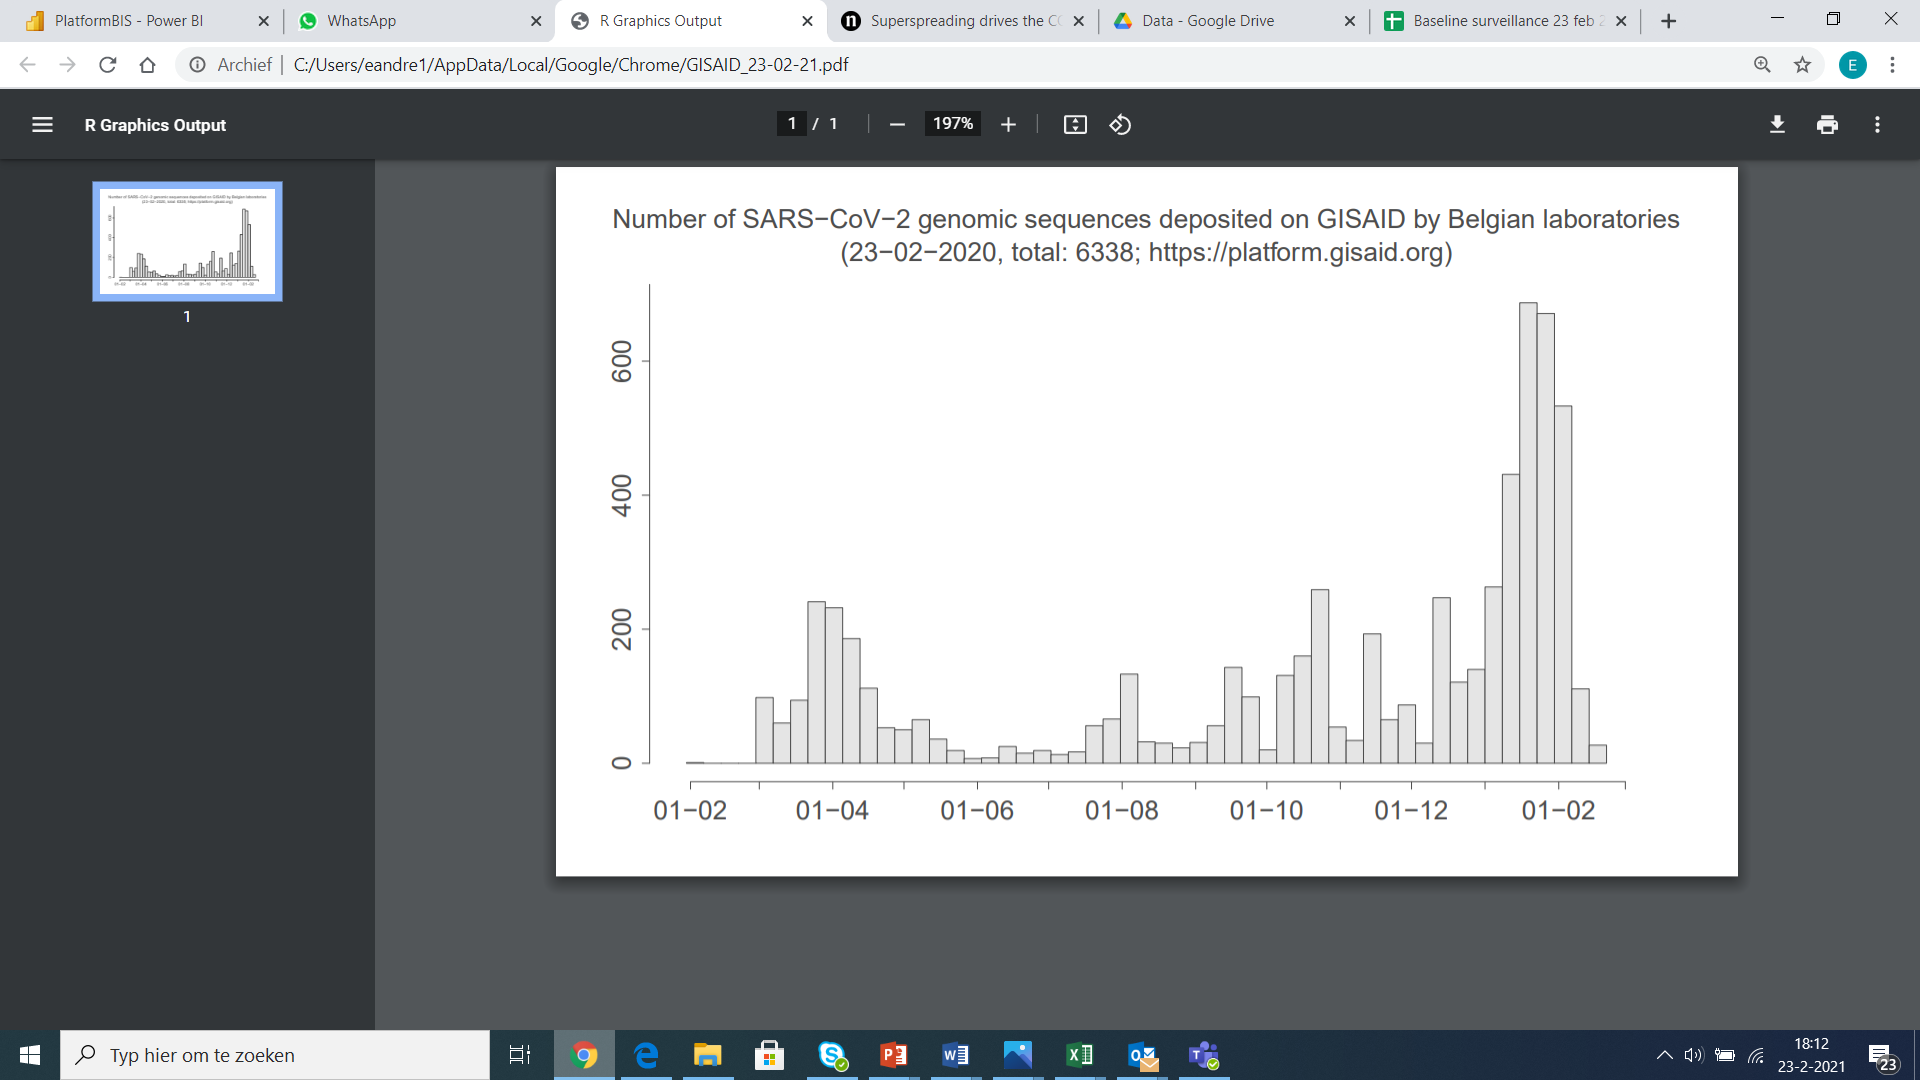 PlatformBIS - Power BI
WhatsApp
R Graphics Output
Superspreading drives the C
Data - Google Drive
Baseline surveillance 23 feb 2
Archief
C:/Users/eandre1/AppData/Local/Google/Chrome/GISAID_23-02-21.pdf
E
R Graphics Output
1 / 1
197%
1
Number of SARS−CoV−2 genomic sequences deposited on GISAID by Belgian laboratories
(23−02−2020, total: 6338; https://platform.gisaid.org)
600
400
200
0
01−02
01−04
01−06
01−08
01−10
01−12
01−02
Typ hier om te zoeken
18:12
23-2-2021
23